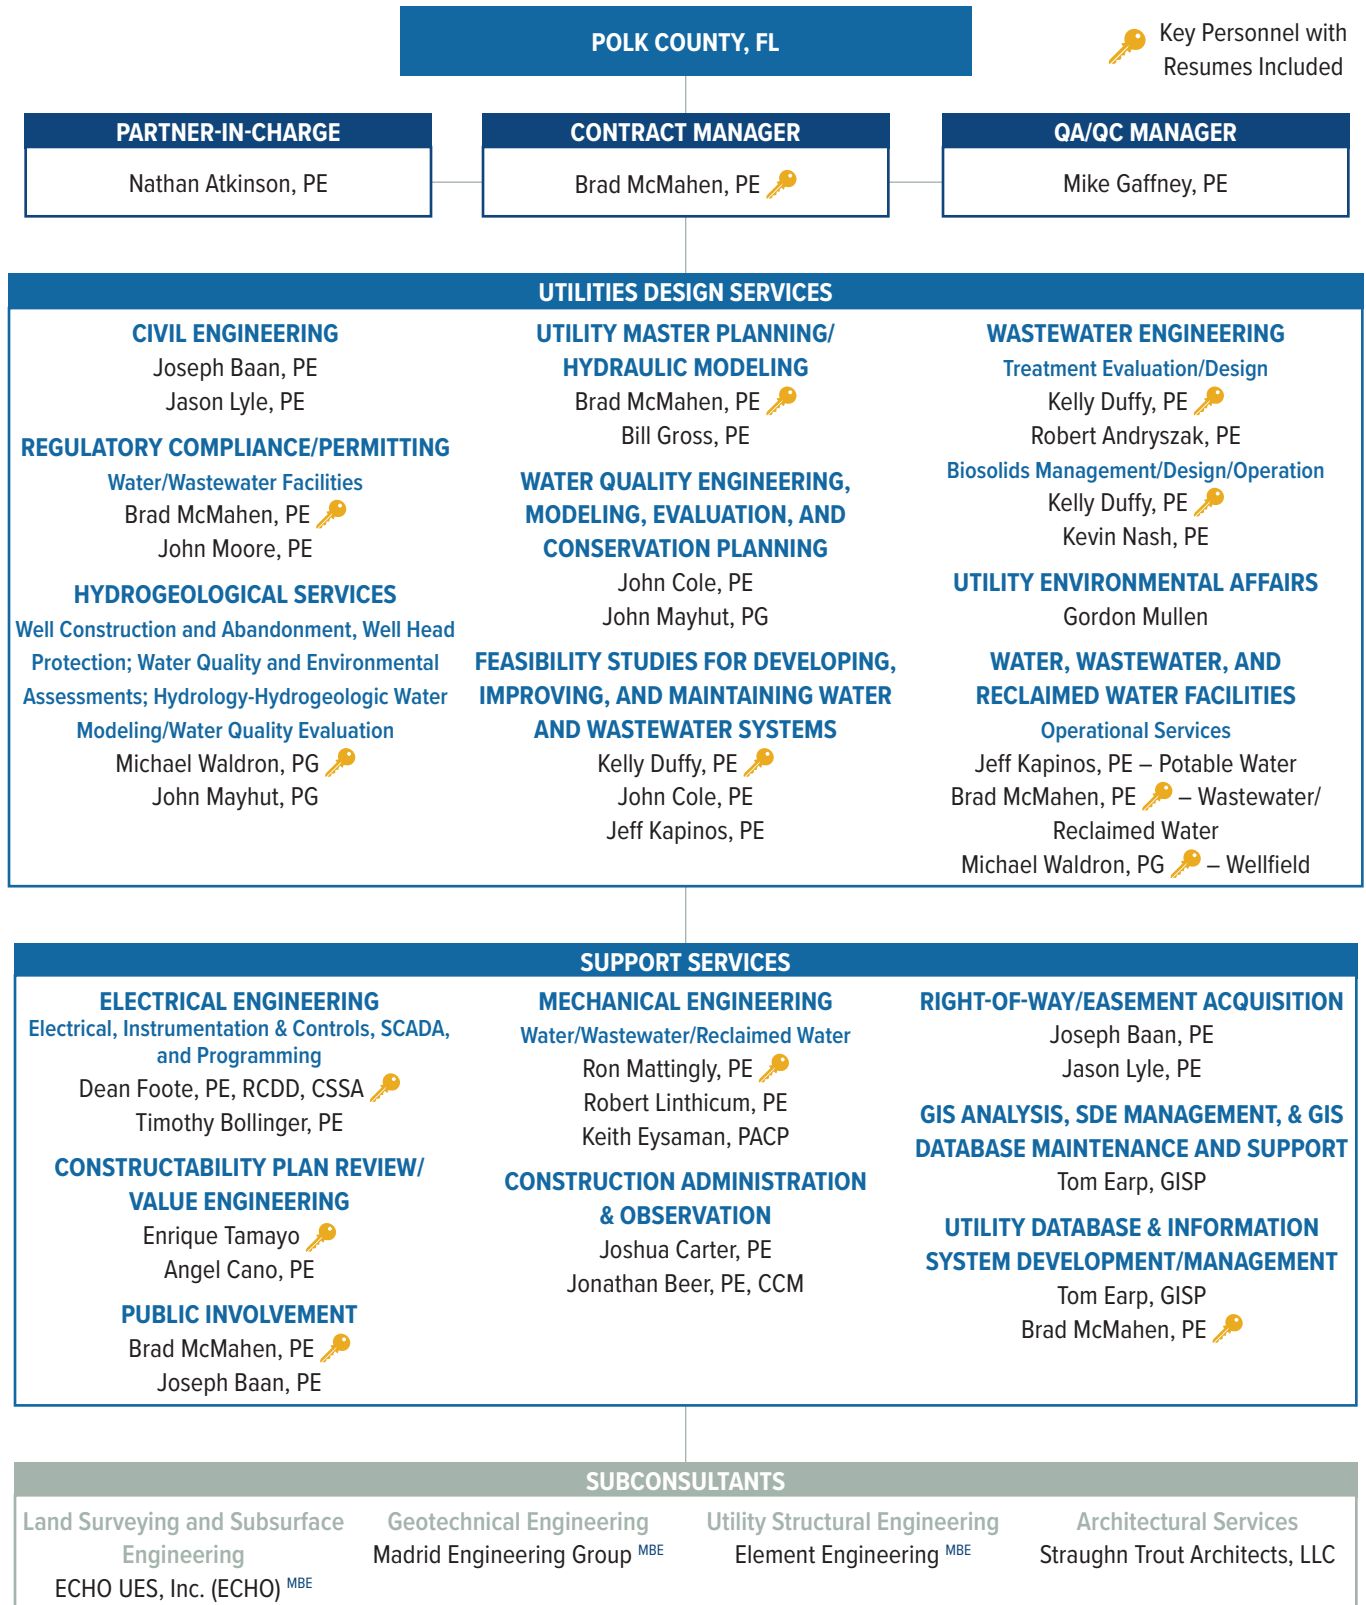 POLK COUNTY, FL
Key Personnel with
Resumes Included
PARTNER-IN-CHARGE
Nathan Atkinson, PE
CONTRACT MANAGER
Brad McMahen, PE
QA/QC MANAGER
Mike Gaffney, PE
UTILITIES DESIGN SERVICES
CIVIL ENGINEERING
Joseph Baan, PE
Jason Lyle, PE
REGULATORY COMPLIANCE/PERMITTING
Water/Wastewater Facilities
Brad McMahen, PE
John Moore, PE
HYDROGEOLOGICAL SERVICES
Well Construction and Abandonment, Well Head
Protection; Water Quality and Environmental
Assessments; Hydrology-Hydrogeologic Water
Modeling/Water Quality Evaluation
Michael Waldron, PG
John Mayhut, PG
UTILITY MASTER PLANNING/
HYDRAULIC MODELING
Brad McMahen, PE
Bill Gross, PE
WATER QUALITY ENGINEERING,
MODELING, EVALUATION, AND
CONSERVATION PLANNING
John Cole, PE
John Mayhut, PG
FEASIBILITY STUDIES FOR DEVELOPING,
IMPROVING, AND MAINTAINING WATER
AND WASTEWATER SYSTEMS
Kelly Duffy, PE
John Cole, PE
Jeff Kapinos, PE
WASTEWATER ENGINEERING
Treatment Evaluation/Design
Kelly Duffy, PE
Robert Andryszak, PE
Biosolids Management/Design/Operation
Kelly Duffy, PE
Kevin Nash, PE
UTILITY ENVIRONMENTAL AFFAIRS
Gordon Mullen
WATER, WASTEWATER, AND
RECLAIMED WATER FACILITIES
Operational Services
Jeff Kapinos, PE – Potable Water
Brad McMahen, PE – Wastewater/
Reclaimed Water
Michael Waldron, PG – Wellfield
SUPPORT SERVICES
ELECTRICAL ENGINEERING
Electrical, Instrumentation & Controls, SCADA,
and Programming
Dean Foote, PE, RCDD, CSSA
Timothy Bollinger, PE
CONSTRUCTABILITY PLAN REVIEW/
VALUE ENGINEERING
Enrique Tamayo
Angel Cano, PE
PUBLIC INVOLVEMENT
Brad McMahen, PE
Joseph Baan, PE
MECHANICAL ENGINEERING
Water/Wastewater/Reclaimed Water
Ron Mattingly, PE
Robert Linthicum, PE
Keith Eysaman, PACP
CONSTRUCTION ADMINISTRATION
& OBSERVATION
Joshua Carter, PE
Jonathan Beer, PE, CCM
RIGHT-OF-WAY/EASEMENT ACQUISITION
Joseph Baan, PE
Jason Lyle, PE
GIS ANALYSIS, SDE MANAGEMENT, & GIS
DATABASE MAINTENANCE AND SUPPORT
Tom Earp, GISP
UTILITY DATABASE & INFORMATION
SYSTEM DEVELOPMENT/MANAGEMENT
Tom Earp, GISP
Brad McMahen, PE
SUBCONSULTANTS
Land Surveying and Subsurface
Engineering
ECHO UES, Inc. (ECHO) MBE
Geotechnical Engineering
Madrid Engineering Group MBE
Utility Structural Engineering
Element Engineering MBE
Architectural Services
Straughn Trout Architects, LLC